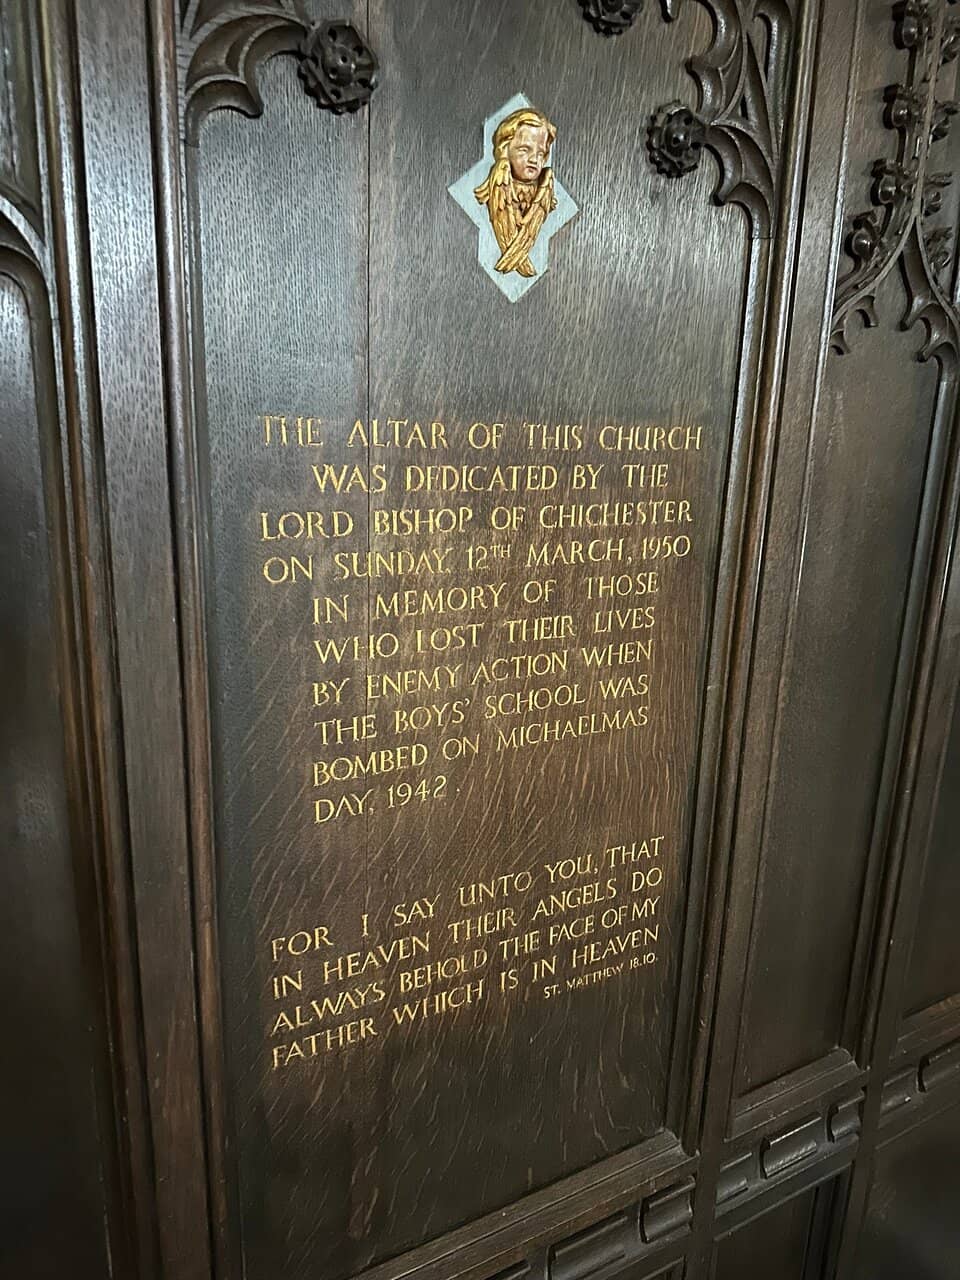 THE ALTAR OF THIS CHURCH
WAS DEDICATED BY THE
LORD BISHOP OF CHICHESTER
ON SUNDAY, 12TH MARCH, 1950
IN MEMORY OF THOSE
WHO LOST THEIR LIVES
BY ENEMY ACTION WHEN
THE BOYS' SCHOOL WAS
BOMBED ON MICHAELMAS
DAY, 1942.
FOR I SAY UNTO YOU, THAT
IN HEAVEN THEIR ANGELS DO
ALWAYS BEHOLD THE FACE OF MY
FATHER WHICH IS IN HEAVEN
ST. MATTHEW 18.10.